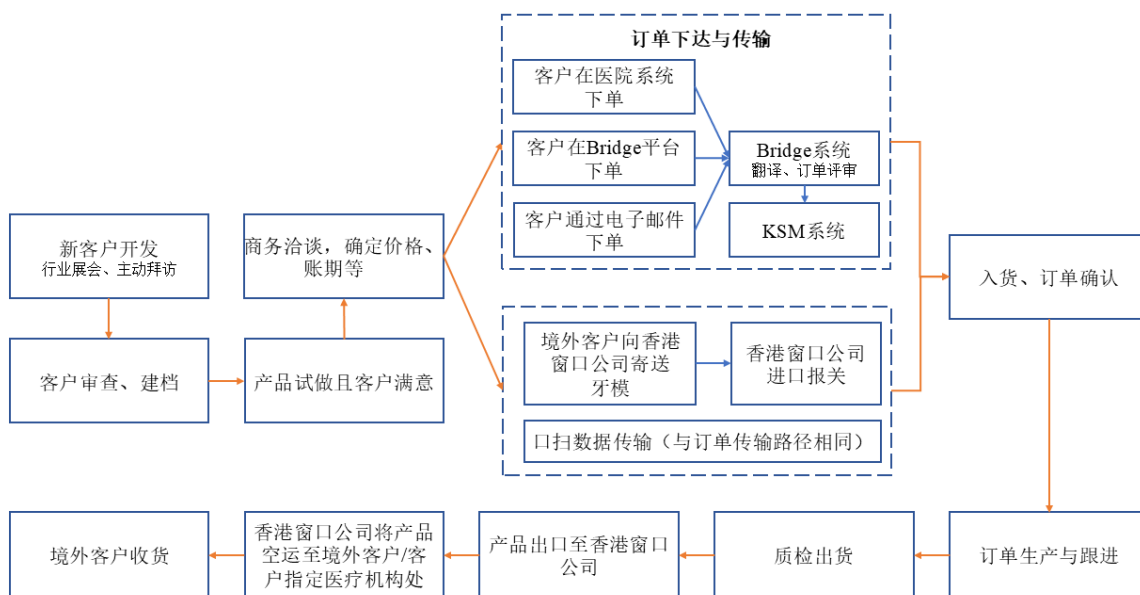 订单下达与传输
客户在医院系统
下单
客户在Bridge平台
下单
客户通过电子邮件
下单
Bridge系统
翻译、订单评审
KSM系统
新客户开发
行业展会、主动拜访
商务洽谈，确定价格、
账期等
客户审查、建档
产品试做且客户满意
境外客户向香港
窗口公司寄送
牙模
香港窗口公司
进口报关
口扫数据传输（与订单传输路径相同）
入货、订单确认
境外客户收货
香港窗口公司将产品
空运至境外客户/客
户指定医疗机构处
产品出口至香港窗口
公司
质检出货
订单生产与跟进